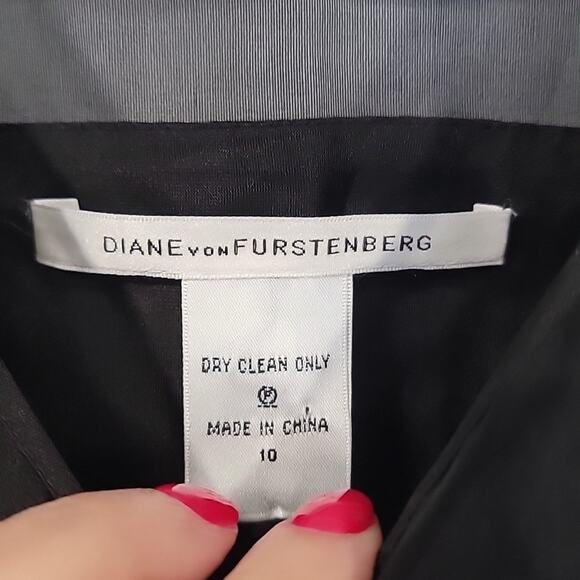 DIANE VON FURSTENBERG
DRY CLEAN ONLY
Ⓟ
MADE IN CHINA
10